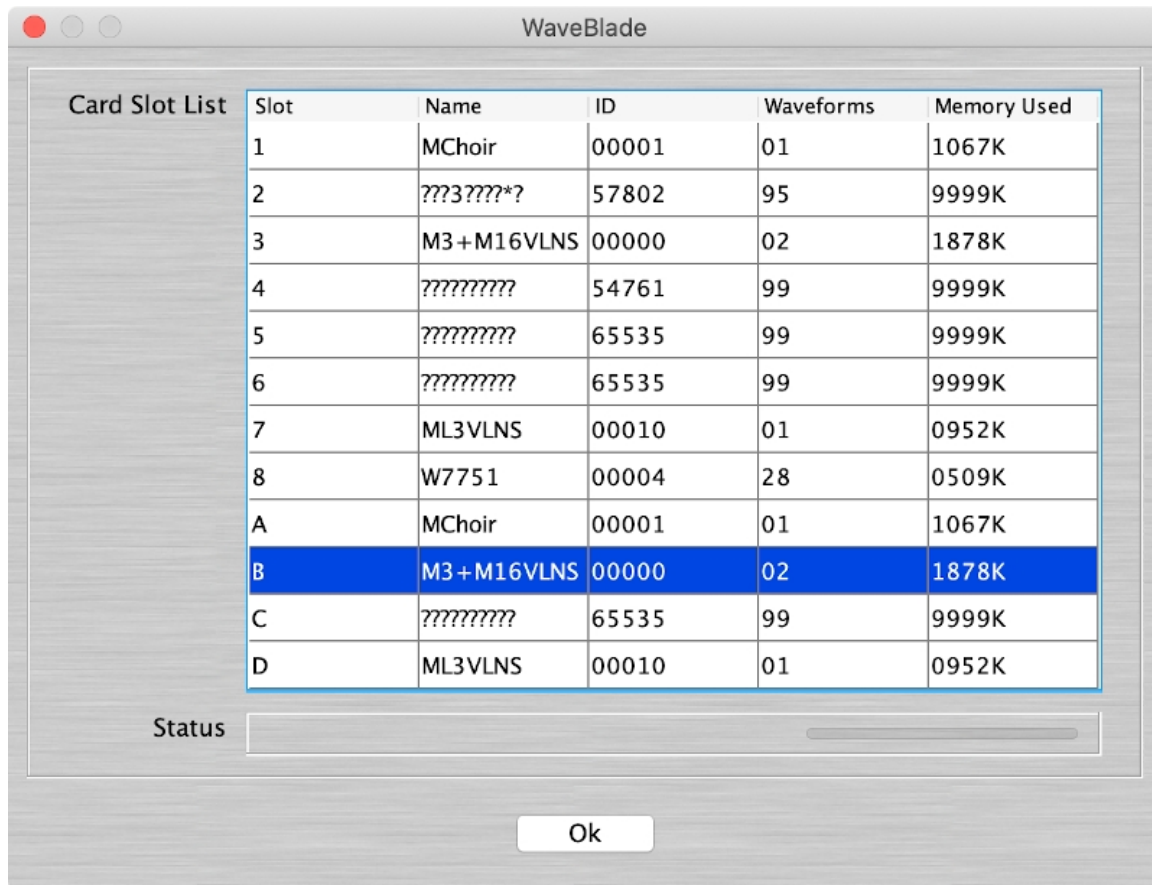 WaveBlade
Card Slot List
Slot Name ID Waveforms Memory Used
1 MChoir 00001 01 1067K
2 ???3????*? 57802 95 9999K
3 M3+M16VLNS 00000 02 1878K
4 ?????????? 54761 99 9999K
5 ?????????? 65535 99 9999K
6 ?????????? 65535 99 9999K
7 ML3VLNS 00010 01 0952K
8 W7751 00004 28 0509K
A MChoir 00001 01 1067K
B M3+M16VLNS 00000 02 1878K
C ?????????? 65535 99 9999K
D ML3VLNS 00010 01 0952K
Status
Ok